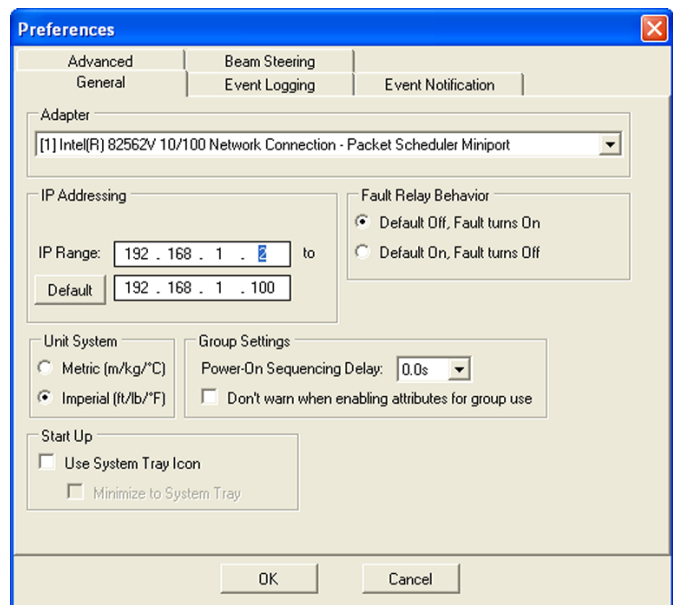 Preferences
Advanced Beam Steering
General Event Logging Event Notification
Adapter
[1] Intel(R) 82562V 10/100 Network Connection - Packet Scheduler Miniport
IP Addressing
IP Range: 192 . 168 . 1 . 2 to
Default 192 . 168 . 1 . 100
Fault Relay Behavior
Default Off, Fault turns On
Default On, Fault turns Off
Unit System
Metric (m/kg/°C)
Imperial (ft/lb/°F)
Group Settings
Power-On Sequencing Delay: 0.0s
Don't warn when enabling attributes for group use
Start Up
Use System Tray Icon
Minimize to System Tray
OK Cancel